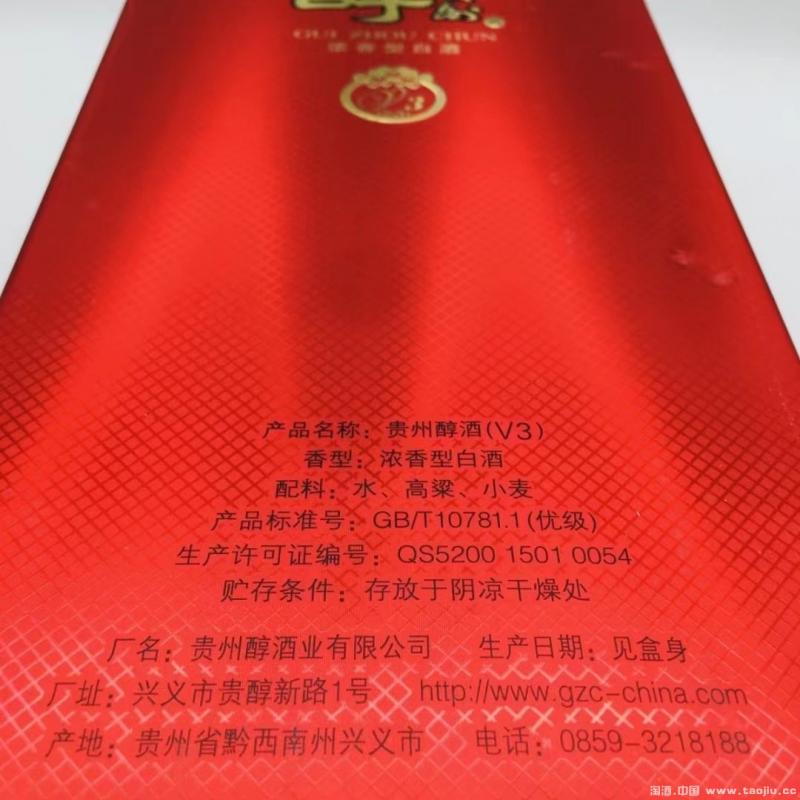 醇
GUI ZHOU CHUN
浓香型白酒
V3
产品名称：贵州醇酒(V3)
香型：浓香型白酒
配料：水、高粱、小麦
产品标准号：GB/T10781.1(优级)
生产许可证编号：QS5200 1501 0054
贮存条件：存放于阴凉干燥处
厂名：贵州醇酒业有限公司 生产日期：见盒身
厂址：兴义市贵醇新路1号 http://www.gzc-china.com
产地：贵州省黔西南州兴义市 电话：0859-3218188
淘酒.中国 www.taojiu.cc